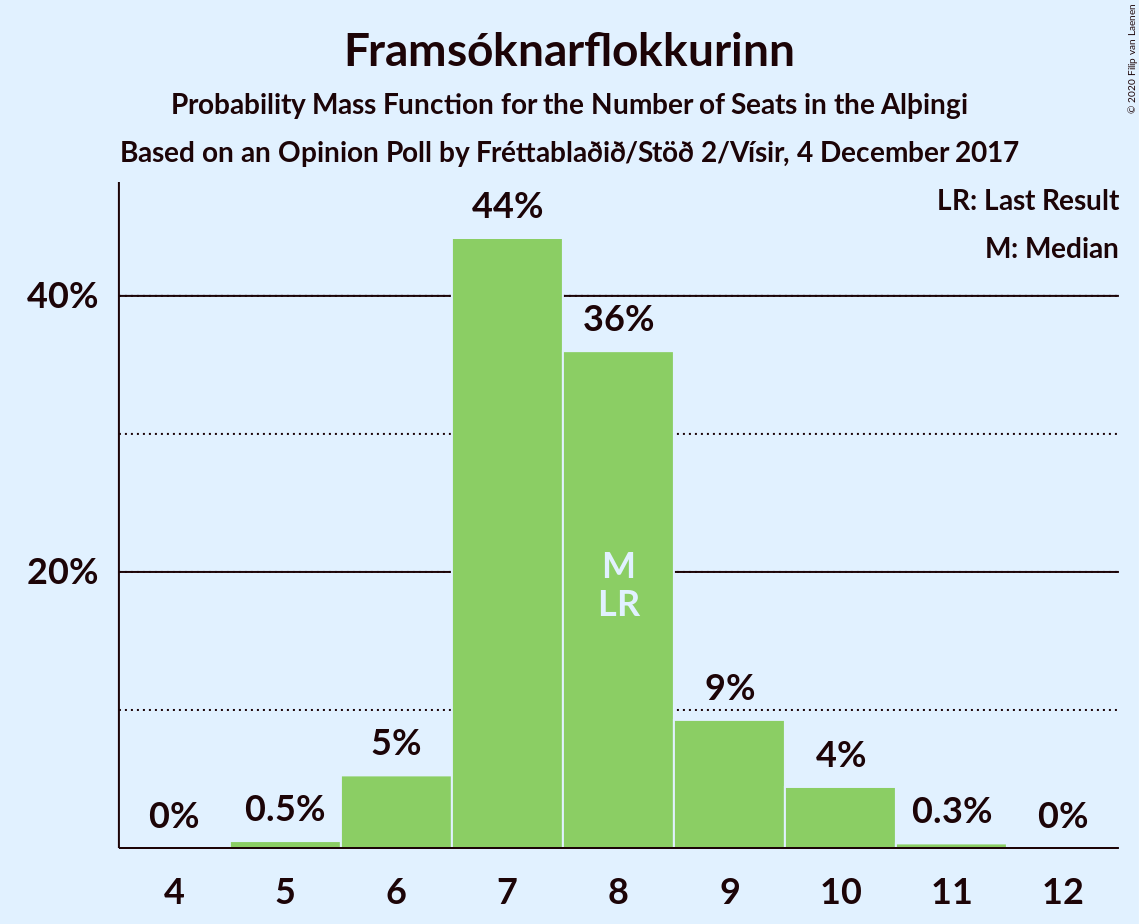 Framsóknarflokkurinn
Probability Mass Function for the Number of Seats in the Alþingi
Based on an Opinion Poll by Fréttablaðið/Stöð 2/Vísir, 4 December 2017
© 2020 Filip van Laenen
LR: Last Result
M: Median
40%
20%
0%
0.5%
5%
44%
36%
9%
4%
0.3%
0%
M
LR
4 5 6 7 8 9 10 11 12